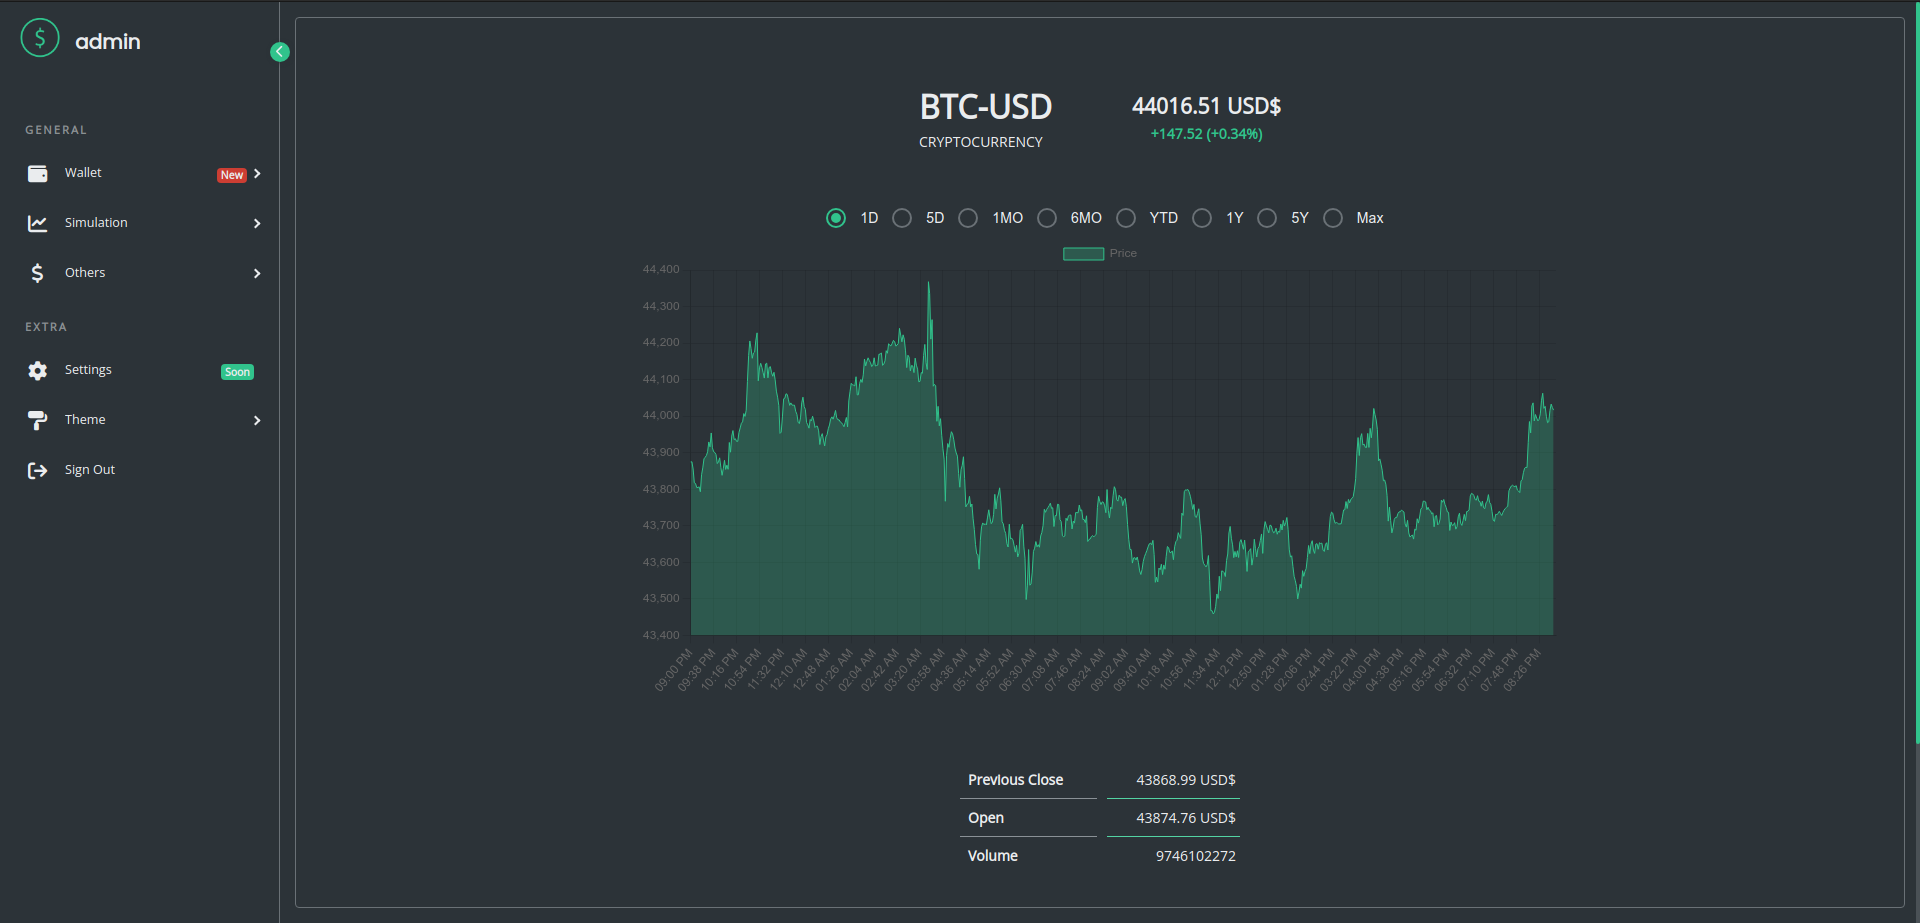 admin
GENERAL
Wallet New
Simulation
Others
EXTRA
Settings Soon
Theme
Sign Out
BTC-USD
CRYPTOCURRENCY
44016.51 USD$
+147.52 (+0.34%)
1D 5D 1MO 6MO YTD 1Y 5Y Max
Price
44,400
44,300
44,200
44,100
44,000
43,900
43,800
43,700
43,600
43,500
43,400
09:00 PM 09:38 PM 10:16 PM 10:54 PM 11:32 PM 12:10 AM 12:48 AM 01:26 AM 02:04 AM 02:42 AM 03:20 AM 03:58 AM 04:36 AM 05:14 AM 05:52 AM 06:30 AM 07:08 AM 07:46 AM 08:24 AM 09:02 AM 09:40 AM 10:18 AM 10:56 AM 11:34 AM 12:12 PM 12:50 PM 01:28 PM 02:06 PM 02:44 PM 03:22 PM 04:00 PM 04:38 PM 05:16 PM 05:54 PM 06:32 PM 07:10 PM 07:48 PM 08:26 PM
Previous Close 43868.99 USD$
Open 43874.76 USD$
Volume 9746102272